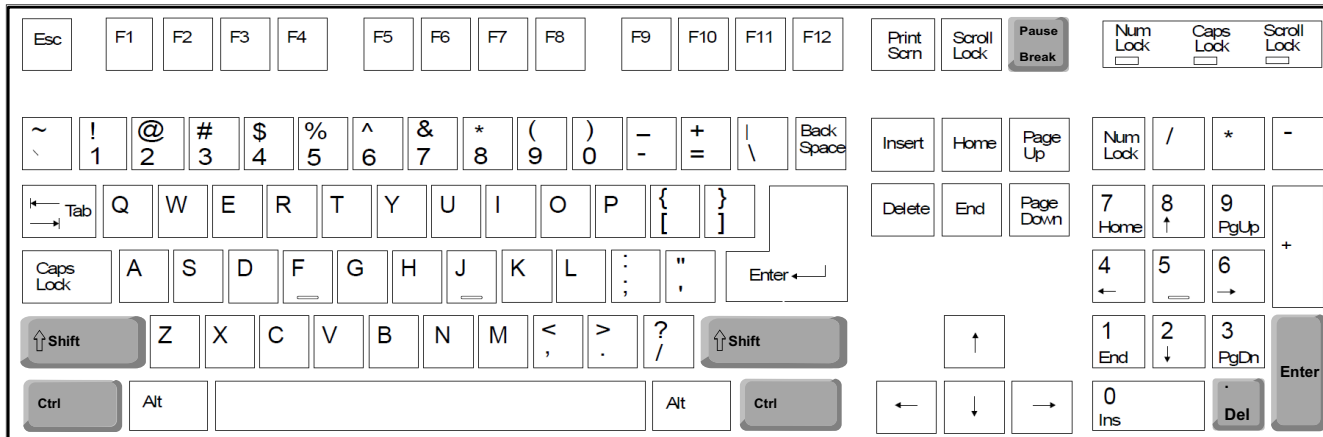 Esc F1 F2 F3 F4 F5 F6 F7 F8 F9 F10 F11 F12 Print Scrn Scroll Lock Pause Break Num Lock Caps Lock Scroll Lock
~ ` ! 1 @ 2 # 3 $ 4 % 5 ^ 6 & 7 * 8 ( 9 ) 0 _ - + = | \ Back Space Insert Home Page Up Num Lock / * -
Tab Q W E R T Y U I O P { [ } ] Delete End Page Down 7 Home 8 ↑ 9 PgUp +
Caps Lock A S D F G H J K L : ; " ' Enter 4 ← 5 6 →
⇧ Shift Z X C V B N M < , > . ? / ⇧ Shift ↑ 1 End 2 ↓ 3 PgDn Enter
Ctrl Alt Alt Ctrl ← ↓ → 0 Ins . Del